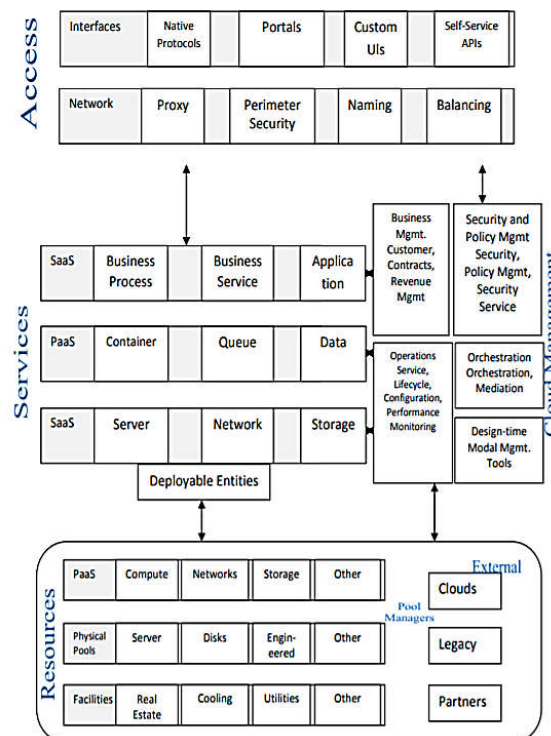 Access
Interfaces
Native
Protocols
Portals
Custom
UIs
Self-Service
APIs
Network
Proxy
Perimeter
Security
Naming
Balancing
Services
SaaS
Business
Process
Business
Service
Applica
tion
PaaS
Container
Queue
Data
SaaS
Server
Network
Storage
Deployable Entities
Business
Mgmt.
Customer,
Contracts,
Revenue
Mgmt
Security and
Policy Mgmt
Security,
Policy Mgmt,
Security
Service
Operations
Service,
Lifecycle,
Configuration,
Performance
Monitoring
Orchestration
Orchestration,
Mediation
Design-time
Modal Mgmt.
Tools
Cloud Management
Resources
PaaS
Compute
Networks
Storage
Other
Physical
Pools
Server
Disks
Engin-
eered
Other
Facilities
Real
Estate
Cooling
Utilities
Other
Pool
Managers
External
Clouds
Legacy
Partners